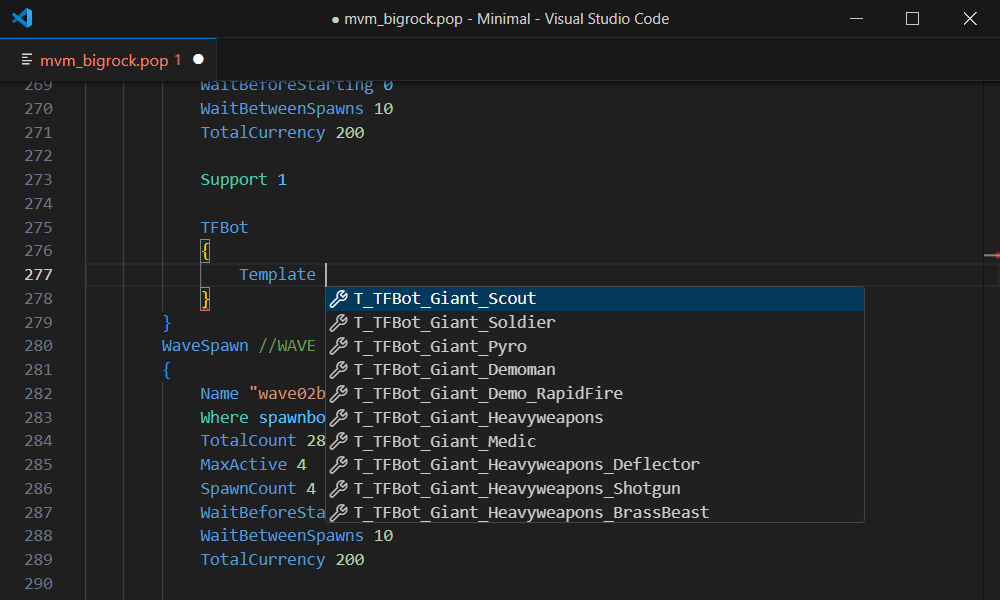 ● mvm_bigrock.pop - Minimal - Visual Studio Code
mvm_bigrock.pop 1 ●
269 WaitBeforeStarting 0
270 WaitBetweenSpawns 10
271 TotalCurrency 200
272
273 Support 1
274
275 TFBot
276 {
277 Template
278 }
T_TFBot_Giant_Scout
T_TFBot_Giant_Soldier
T_TFBot_Giant_Pyro
T_TFBot_Giant_Demoman
T_TFBot_Giant_Demo_RapidFire
T_TFBot_Giant_Heavyweapons
T_TFBot_Giant_Medic
T_TFBot_Giant_Heavyweapons_Deflector
T_TFBot_Giant_Heavyweapons_Shotgun
T_TFBot_Giant_Heavyweapons_BrassBeast
279 }
280 WaveSpawn //WAVE
281 {
282 Name "wave02b
283 Where spawnbo
284 TotalCount 28
285 MaxActive 4
286 SpawnCount 4
287 WaitBeforeSta
288 WaitBetweenSpawns 10
289 TotalCurrency 200
290